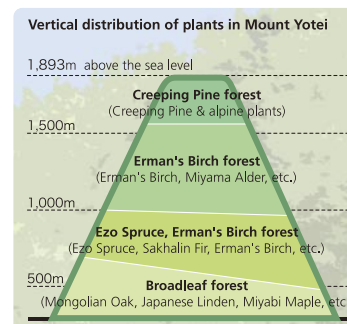 Vertical distribution of plants in Mount Yotei
1,893m above the sea level
Creeping Pine forest
(Creeping Pine & alpine plants)
1,500m
Erman's Birch forest
(Erman's Birch, Miyama Alder, etc.)
1,000m
Ezo Spruce, Erman's Birch forest
(Ezo Spruce, Sakhalin Fir, Erman's Birch, etc.)
500m
Broadleaf forest
(Mongolian Oak, Japanese Linden, Miyabi Maple, etc